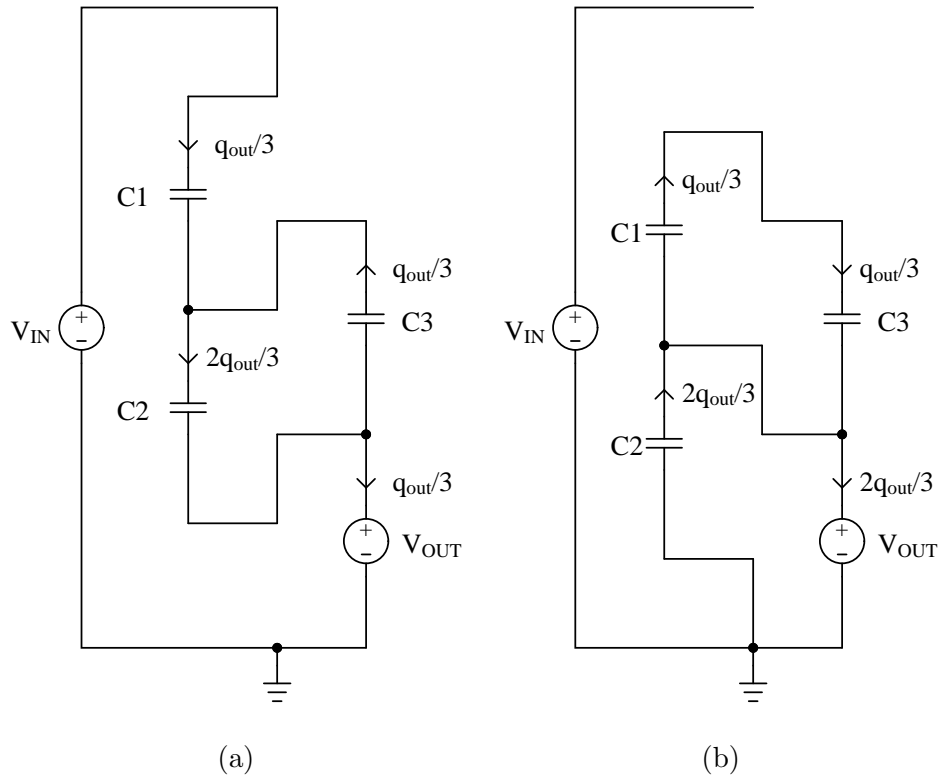 q_out/3
C1
q_out/3
C3
V_IN
+
-
2q_out/3
C2
q_out/3
+
-
V_OUT
(a)
q_out/3
C1
q_out/3
C3
V_IN
+
-
2q_out/3
C2
2q_out/3
+
-
V_OUT
(b)